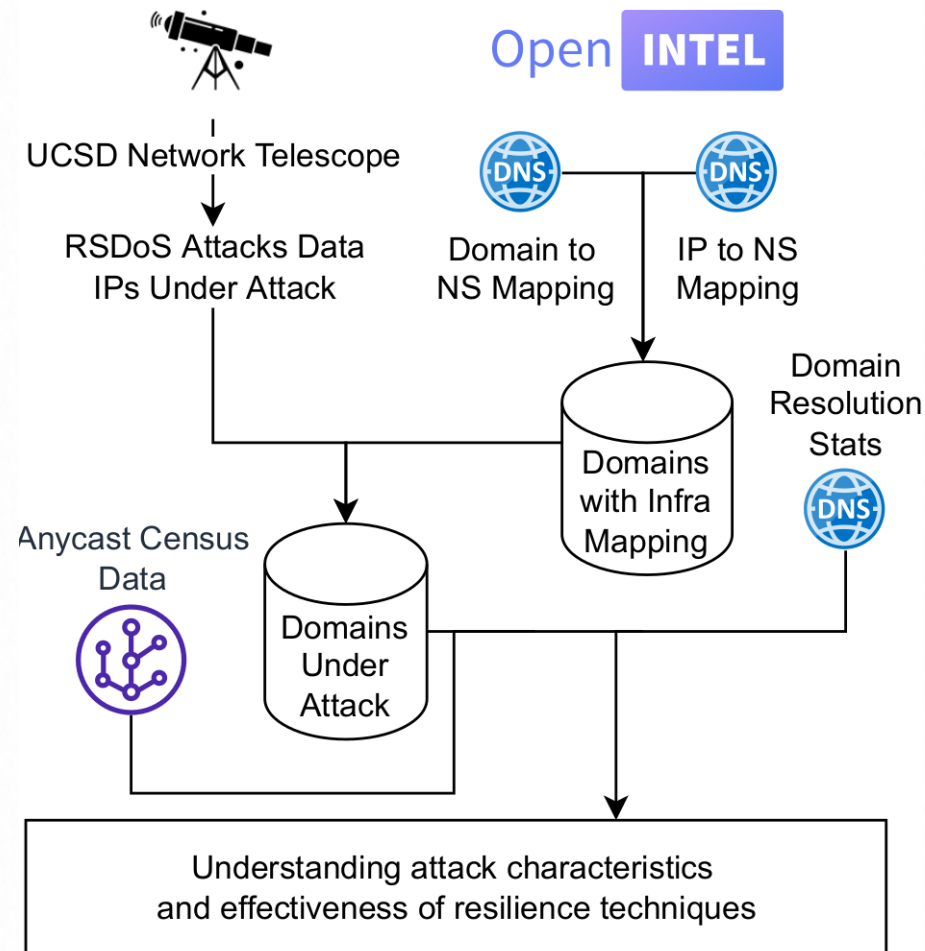 Open INTEL
UCSD Network Telescope
DNS
DNS
RSDoS Attacks Data
IPs Under Attack
Domain to
NS Mapping
IP to NS
Mapping
Domain
Resolution
Stats
DNS
Domains
with Infra
Mapping
Anycast Census
Data
Domains
Under
Attack
Understanding attack characteristics
and effectiveness of resilience techniques